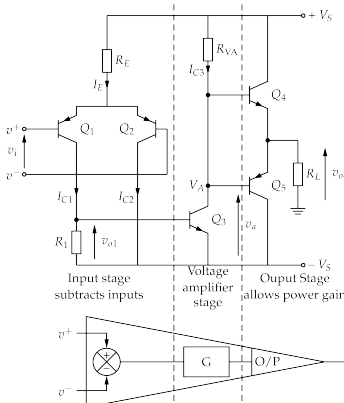 + V_S
R_E
R_VA
I_E
I_C3
Q_1
Q_2
Q_4
v^+
v_i
v^−
V_A
Q_5
R_L
v_o
I_C1
I_C2
Q_3
v_a
R_1
v_o1
− V_S
Input stage
subtracts inputs
Voltage
amplifier
stage
Ouput Stage
allows power gain
v^+
+
−
G
O/P
v^−